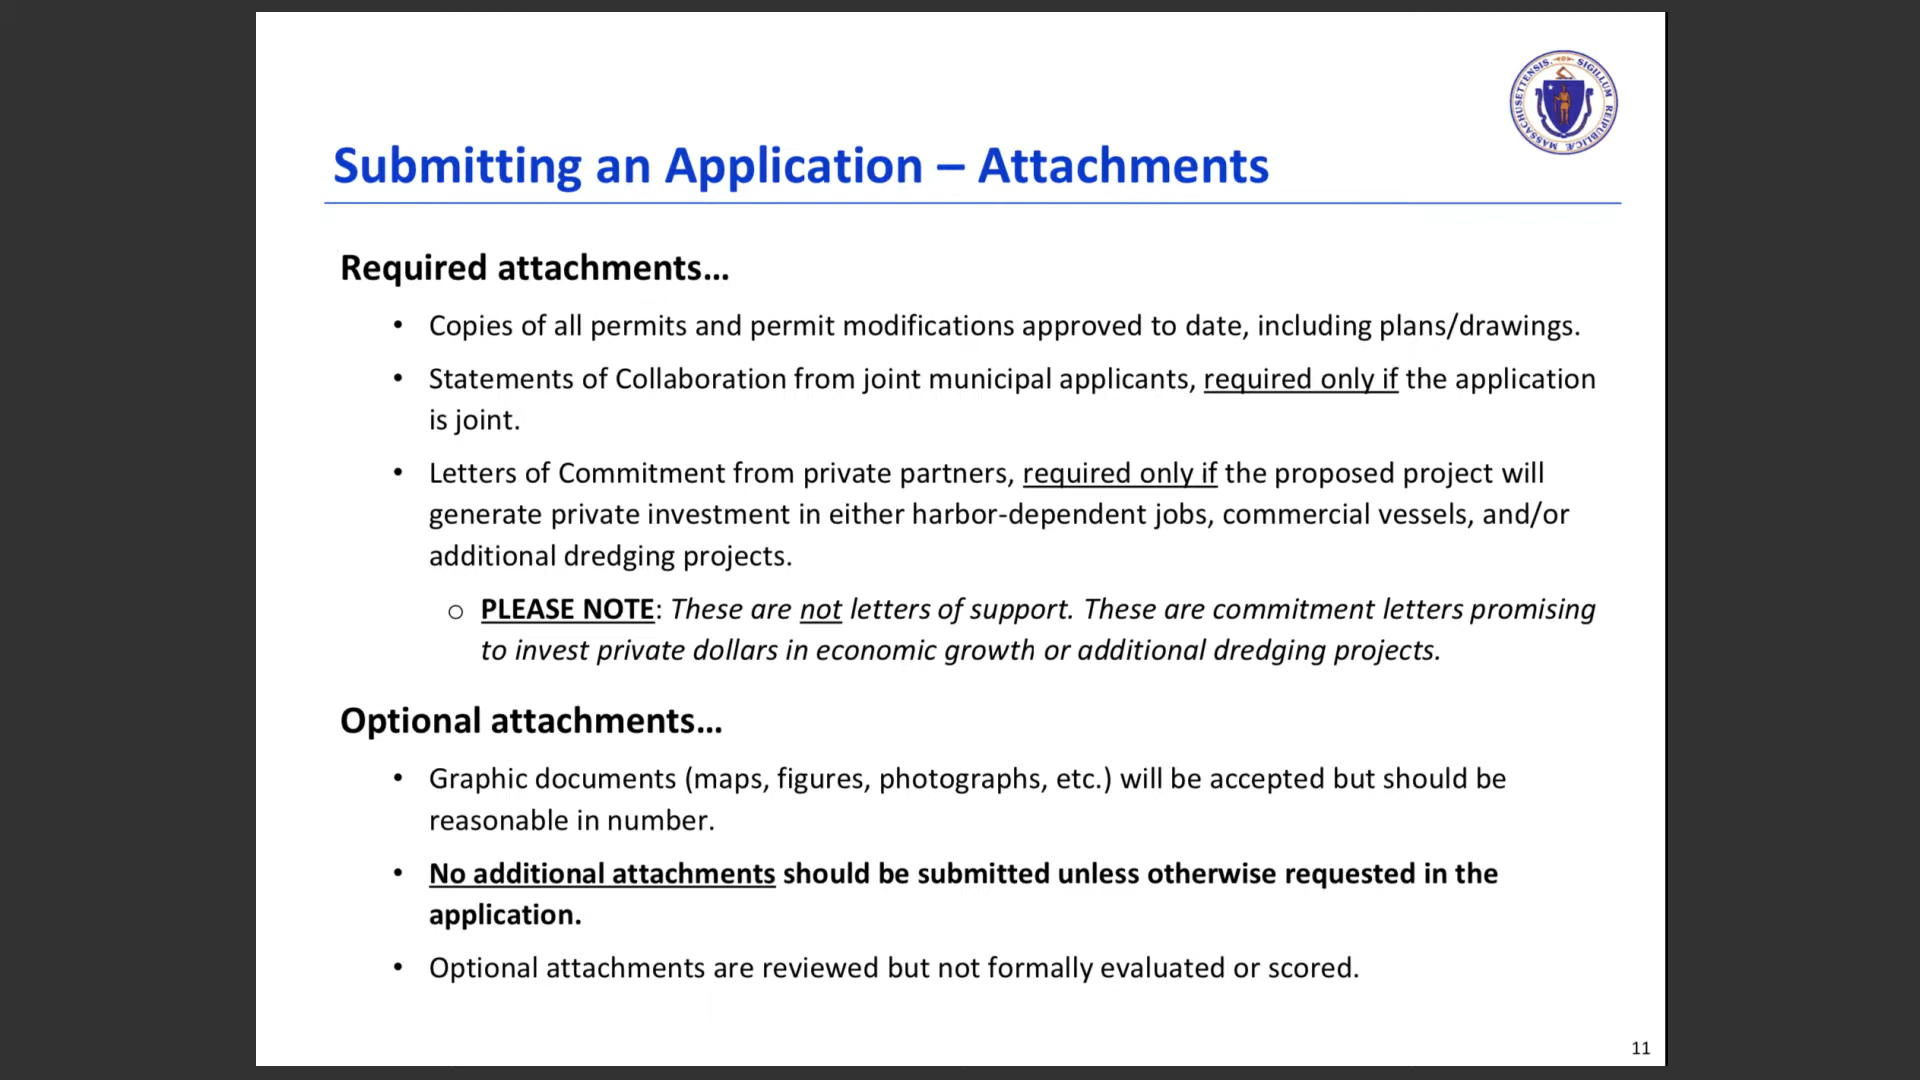 SIGILLUM REIPUBLICÆ MASSACHUSETTENSIS
Submitting an Application – Attachments
Required attachments...
• Copies of all permits and permit modifications approved to date, including plans/drawings.
• Statements of Collaboration from joint municipal applicants, required only if the application
is joint.
• Letters of Commitment from private partners, required only if the proposed project will
generate private investment in either harbor-dependent jobs, commercial vessels, and/or
additional dredging projects.
o PLEASE NOTE: These are not letters of support. These are commitment letters promising
to invest private dollars in economic growth or additional dredging projects.
Optional attachments...
• Graphic documents (maps, figures, photographs, etc.) will be accepted but should be
reasonable in number.
• No additional attachments should be submitted unless otherwise requested in the
application.
• Optional attachments are reviewed but not formally evaluated or scored.
11